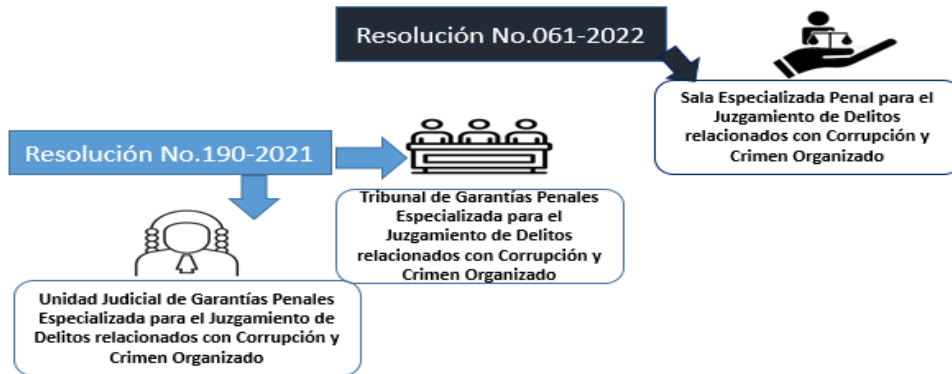 Resolución No.061-2022
Sala Especializada Penal para el
Juzgamiento de Delitos
relacionados con Corrupción y
Crimen Organizado
Resolución No.190-2021
Tribunal de Garantías Penales
Especializada para el
Juzgamiento de Delitos
relacionados con Corrupción y
Crimen Organizado
Unidad Judicial de Garantías Penales
Especializada para el Juzgamiento de
Delitos relacionados con Corrupción y
Crimen Organizado